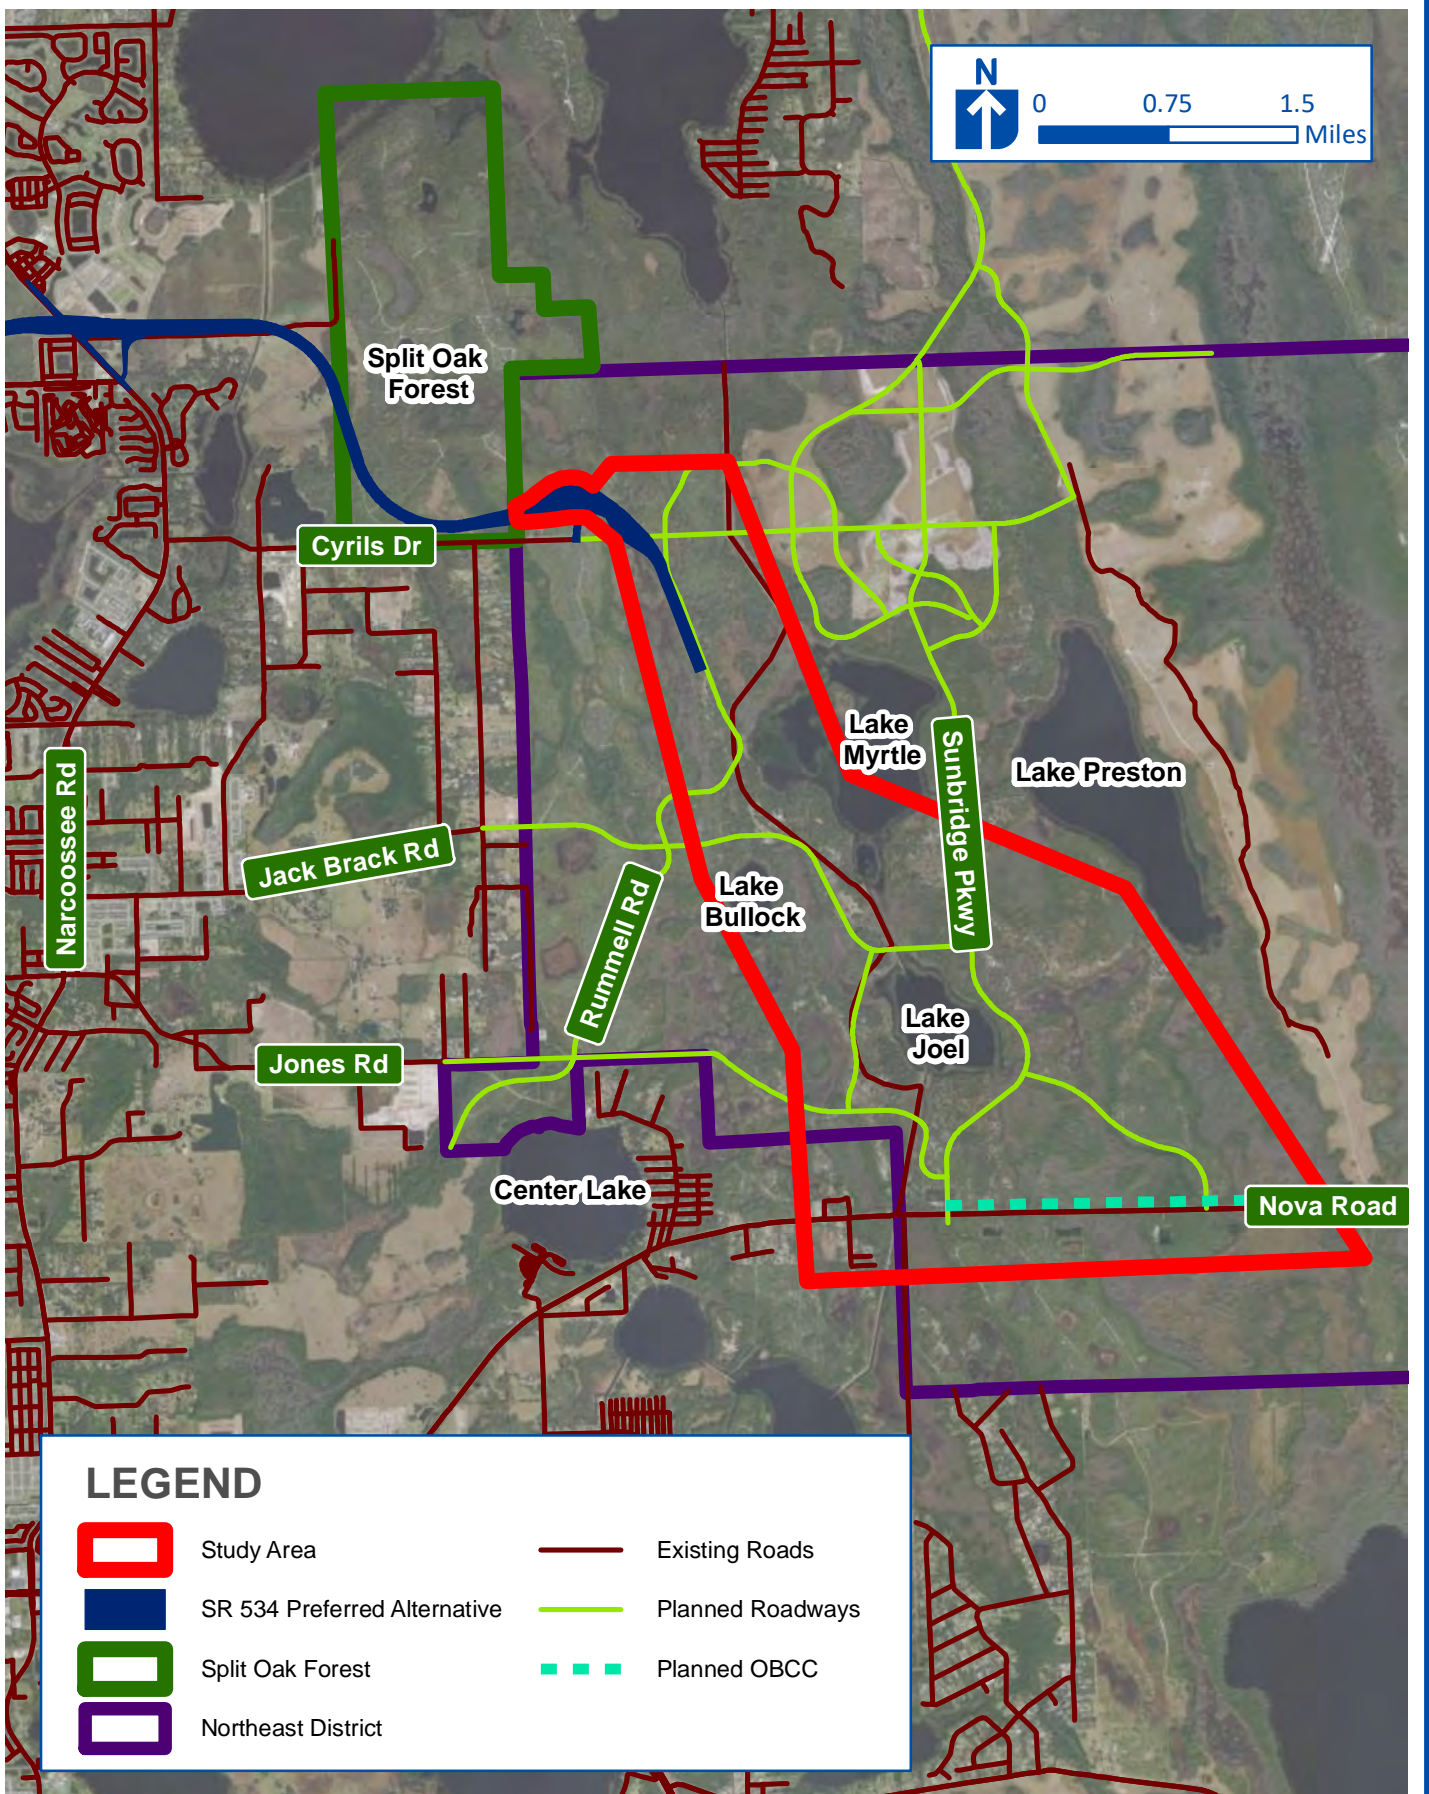 N
0 0.75 1.5
Miles
Split Oak
Forest
Cyrils Dr
Lake
Myrtle
Sunbridge Pkwy
Lake Preston
Narcoossee Rd
Jack Brack Rd
Lake
Bullock
Rummell Rd
Lake
Joel
Jones Rd
Center Lake
Nova Road
LEGEND
Study Area
SR 534 Preferred Alternative
Split Oak Forest
Northeast District
Existing Roads
Planned Roadways
Planned OBCC